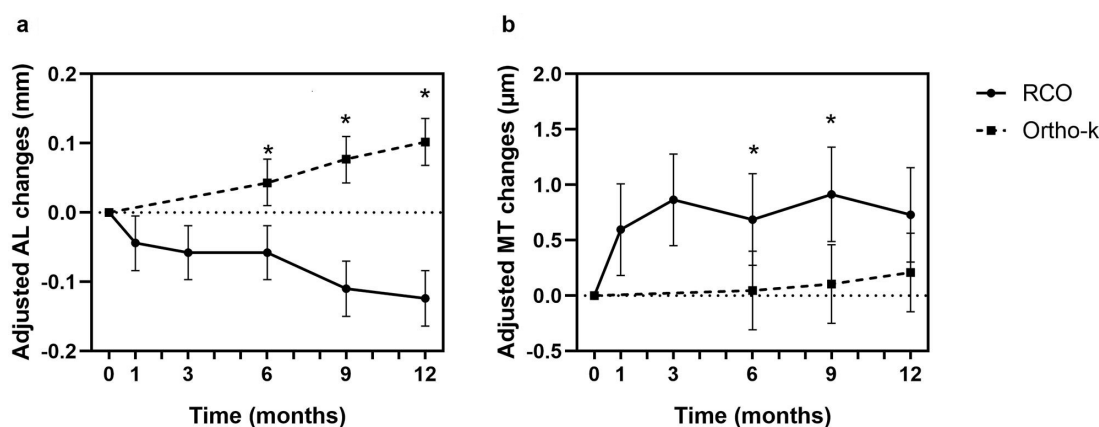 a
Adjusted AL changes (mm)
0.2
0.1
0.0
-0.1
-0.2
*
*
*
0 1 3 6 9 12
Time (months)
b
Adjusted MT changes (μm)
2.0
1.5
1.0
0.5
0.0
-0.5
*
*
0 1 3 6 9 12
Time (months)
RCO
Ortho-k